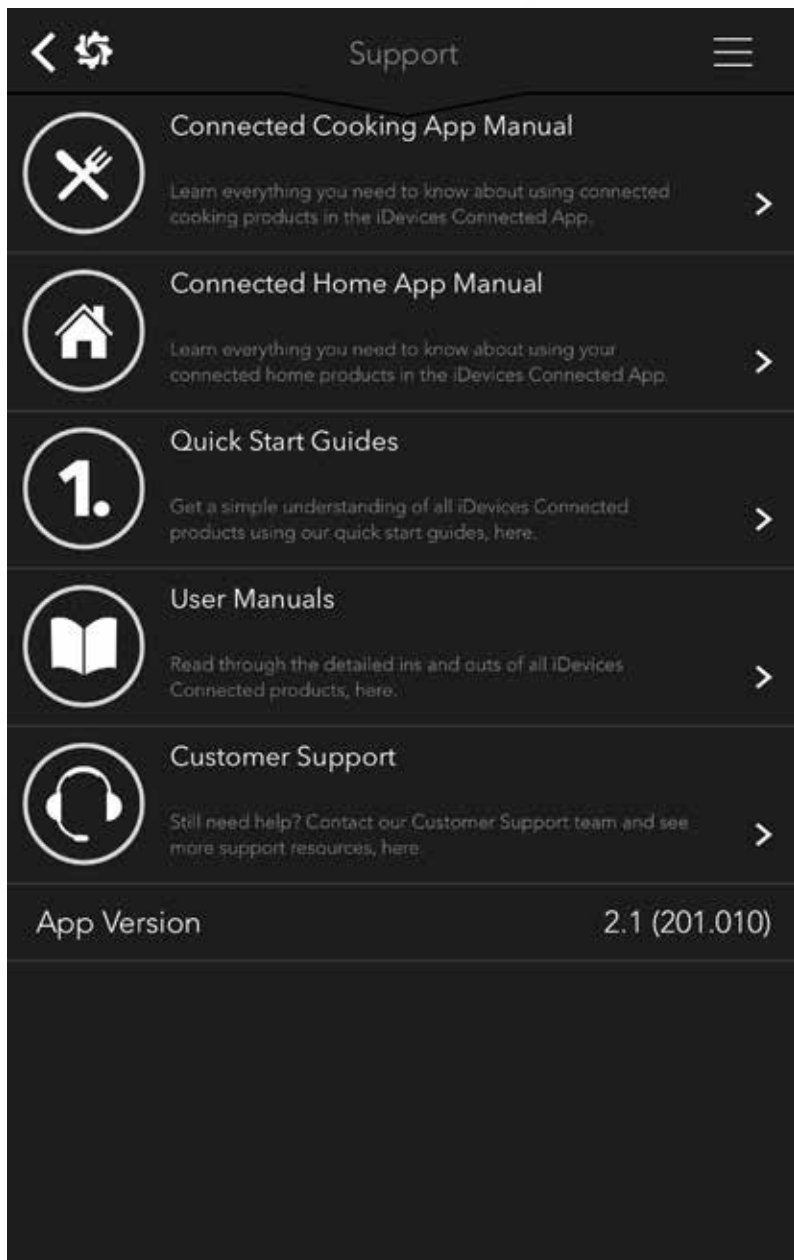 Support
Connected Cooking App Manual
Learn everything you need to know about using connected
cooking products in the iDevices Connected App.
Connected Home App Manual
Learn everything you need to know about using your
connected home products in the iDevices Connected App.
1.
Quick Start Guides
Get a simple understanding of all iDevices Connected
products using our quick start guides, here.
User Manuals
Read through the detailed ins and outs of all iDevices
Connected products, here.
Customer Support
Still need help? Contact our Customer Support team and see
more support resources, here.
App Version 2.1 (201.010)